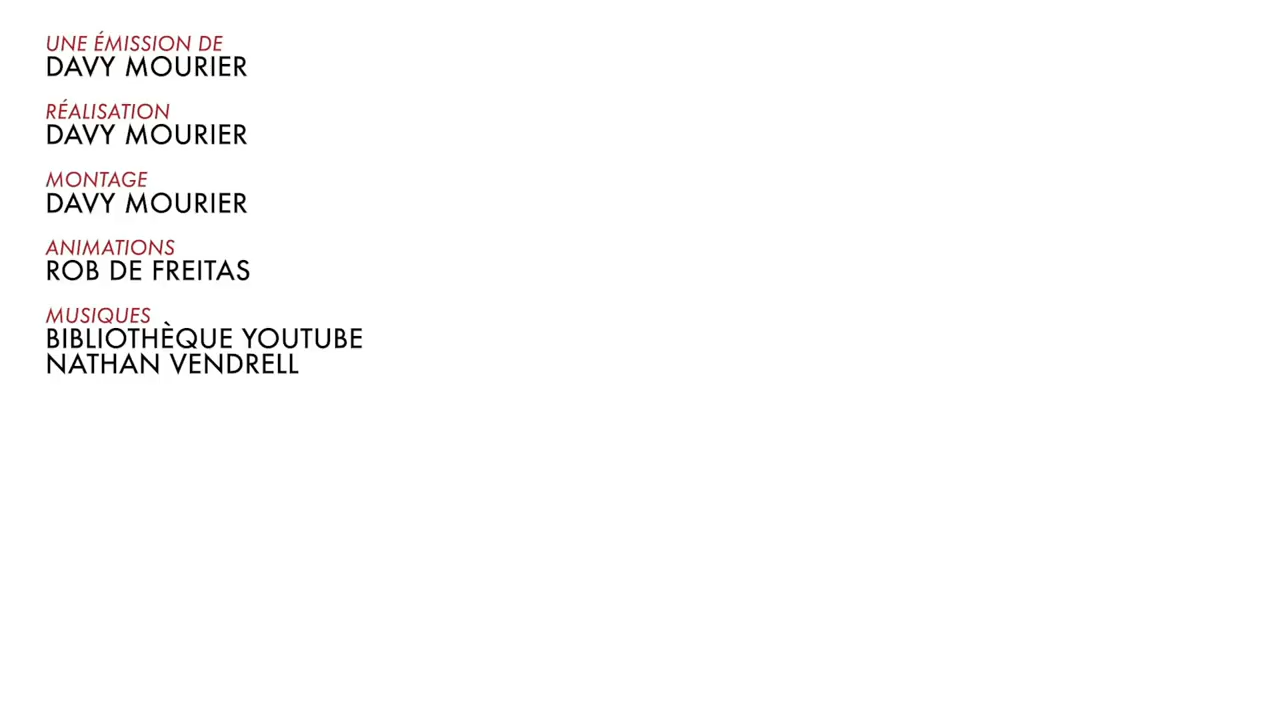 UNE ÉMISSION DE
DAVY MOURIER
RÉALISATION
DAVY MOURIER
MONTAGE
DAVY MOURIER
ANIMATIONS
ROB DE FREITAS
MUSIQUES
BIBLIOTHÈQUE YOUTUBE
NATHAN VENDRELL